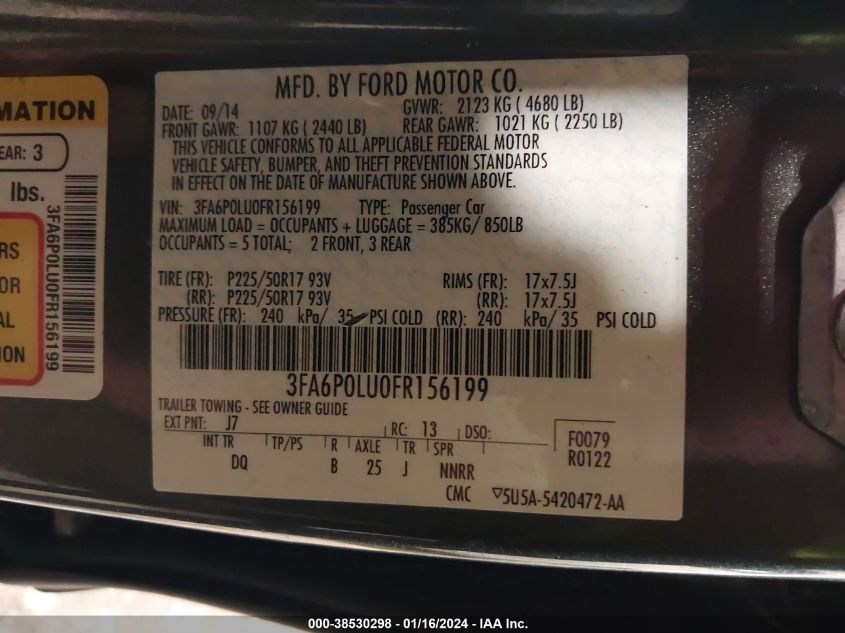 MFD. BY FORD MOTOR CO.
DATE: 09/14 GVWR: 2123 KG ( 4680 LB)
FRONT GAWR: 1107 KG ( 2440 LB) REAR GAWR: 1021 KG ( 2250 LB)
THIS VEHICLE CONFORMS TO ALL APPLICABLE FEDERAL MOTOR
VEHICLE SAFETY, BUMPER, AND THEFT PREVENTION STANDARDS
IN EFFECT ON THE DATE OF MANUFACTURE SHOWN ABOVE.
VIN: 3FA6P0LU0FR156199 TYPE: Passenger Car
MAXIMUM LOAD = OCCUPANTS + LUGGAGE = 385KG/ 850LB
OCCUPANTS = 5 TOTAL; 2 FRONT, 3 REAR
TIRE (FR): P225/50R17 93V RIMS (FR): 17x7.5J
(RR): P225/50R17 93V (RR): 17x7.5J
PRESSURE (FR): 240 kPa/ 35 PSI COLD (RR): 240 kPa/ 35 PSI COLD
3FA6P0LU0FR156199
TRAILER TOWING - SEE OWNER GUIDE
EXT PNT: J7 RC: 13 DSO: F0079
INT TR TP/PS R AXLE TR SPR R0122
DQ B 25 J NNRR
CMC ▽5U5A-5420472-AA
RMATION
EAR: 3
lbs.
3FA6P0LU0FR156199
RS
OR
AL
ION
000-38530298 - 01/16/2024 - IAA Inc.